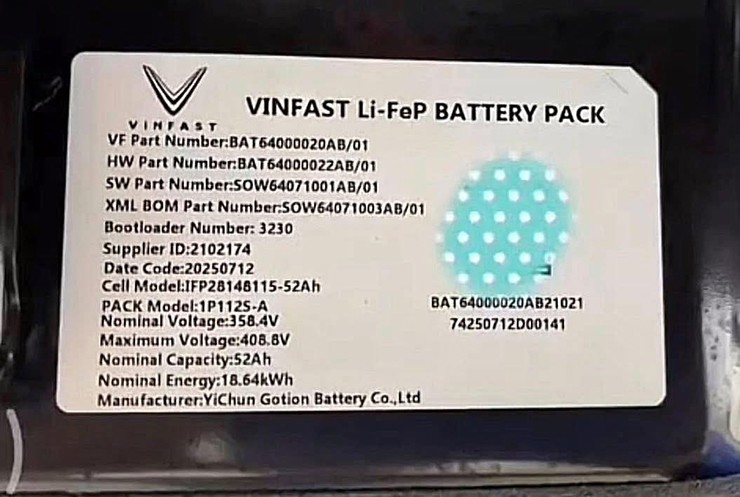 VINFAST
VINFAST Li-FeP BATTERY PACK
VF Part Number:BAT64000020AB/01
HW Part Number:BAT64000022AB/01
SW Part Number:SOW64071001AB/01
XML BOM Part Number:SOW64071003AB/01
Bootloader Number: 3230
Supplier ID:2102174
Date Code:20250712
Cell Model:IFP28148115-52Ah
PACK Model:1P112S-A
Nominal Voltage:358.4V
Maximum Voltage:408.8V
Nominal Capacity:52Ah
Nominal Energy:18.64kWh
Manufacturer:YiChun Gotion Battery Co.,Ltd
BAT64000020AB21021
74250712D00141